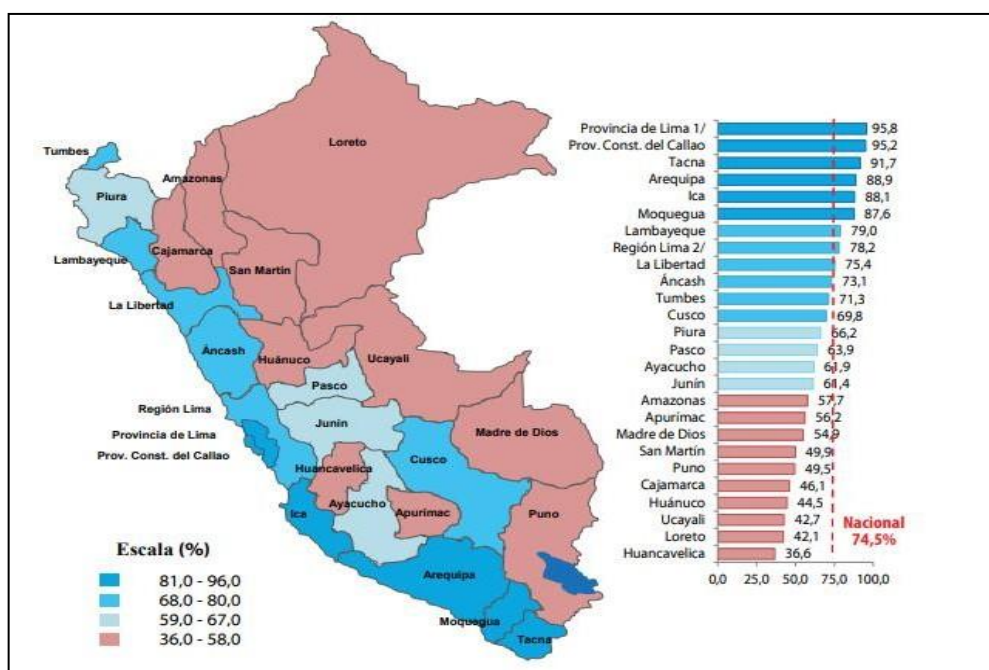 Loreto
Tumbes
Amazonas
Piura
Cajamarca
Lambayeque
San Martín
La Libertad
Áncash
Huánuco
Ucayali
Pasco
Región Lima
Junín
Provincia de Lima
Madre de Dios
Prov. Const. del Callao
Cusco
Huancavelica
Ica
Ayacucho
Apurímac
Puno
Arequipa
Moquegua
Tacna
Escala (%)
81,0 - 96,0
68,0 - 80,0
59,0 - 67,0
36,0 - 58,0
Provincia de Lima 1/ 95,8
Prov. Const. del Callao 95,2
Tacna 91,7
Arequipa 88,9
Ica 88,1
Moquegua 87,6
Lambayeque 79,0
Región Lima 2/ 78,2
La Libertad 75,4
Áncash 73,1
Tumbes 71,3
Cusco 69,8
Piura 66,2
Pasco 63,9
Ayacucho 61,9
Junín 61,4
Amazonas 57,7
Apurímac 56,2
Madre de Dios 54,9
San Martín 49,9
Puno 49,5
Cajamarca 46,1
Huánuco 44,5
Ucayali 42,7
Loreto 42,1
Huancavelica 36,6
Nacional
74,5%
0,0 25,0 50,0 75,0 100,0